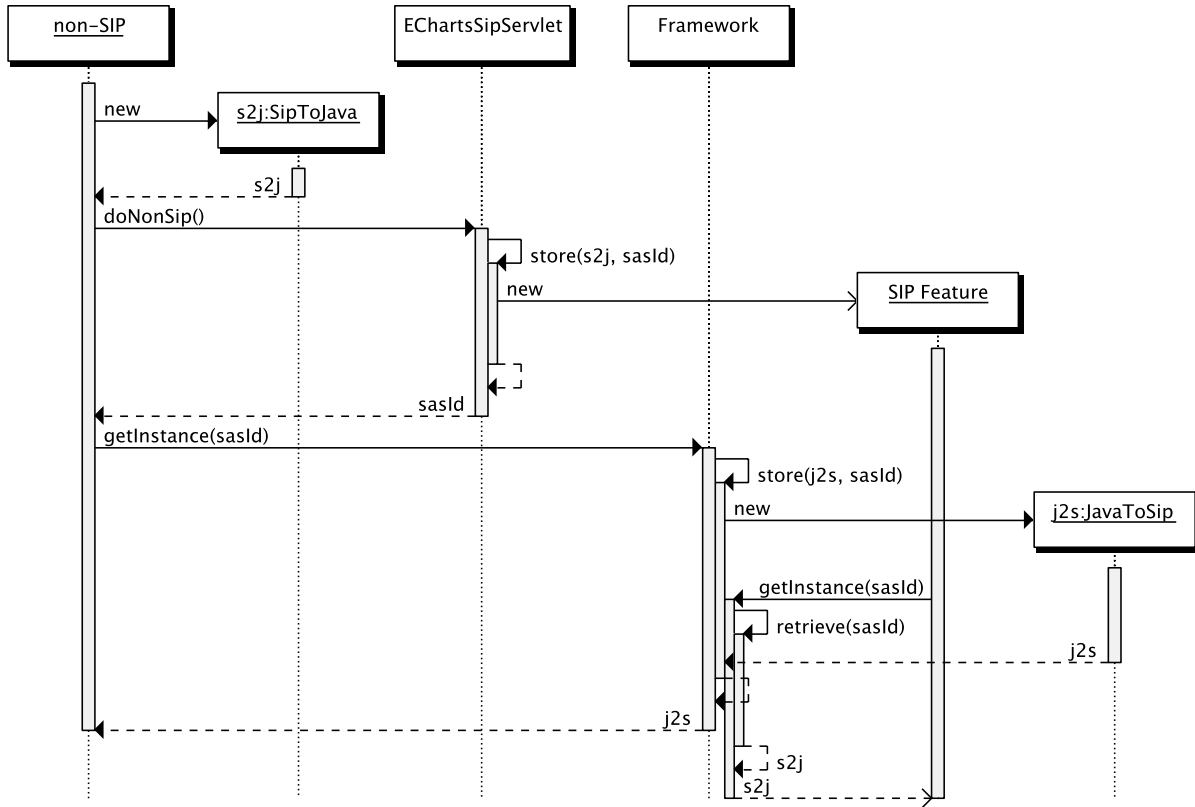 non-SIP
EChartsSipServlet
Framework
new
s2j:SipToJava
s2j
doNonSip()
store(s2j, sasId)
new
SIP Feature
sasId
getInstance(sasId)
store(j2s, sasId)
new
j2s:JavaToSip
getInstance(sasId)
retrieve(sasId)
j2s
j2s
s2j
s2j